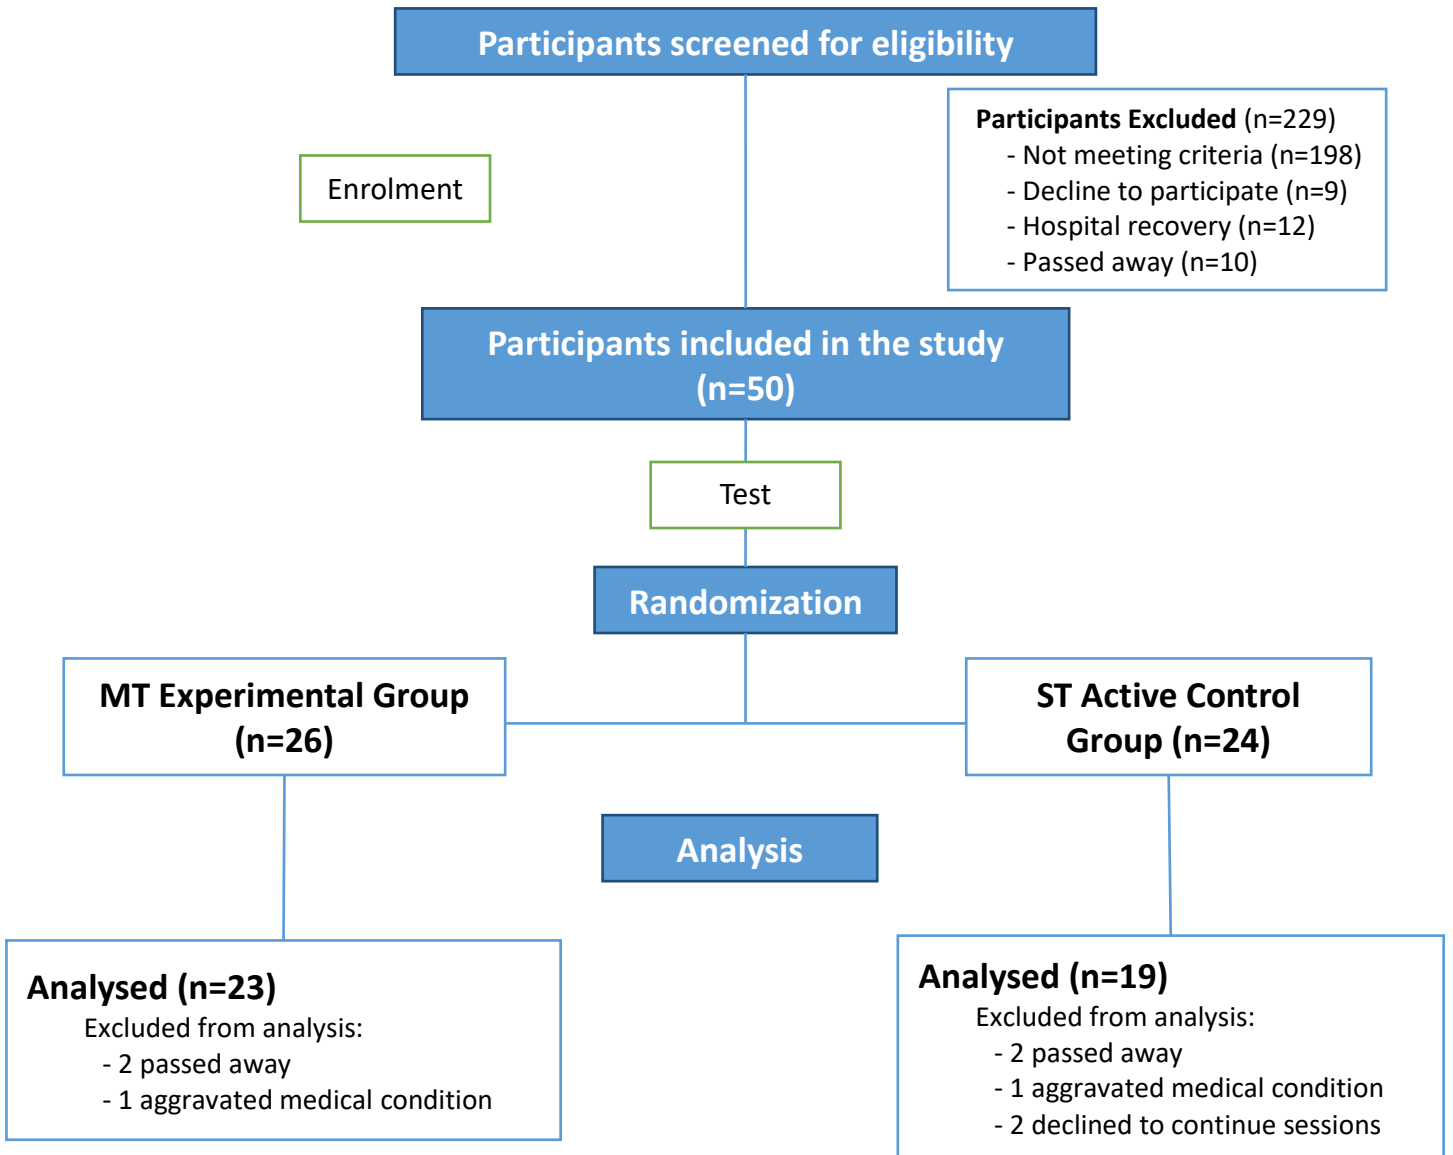 Participants screened for eligibility
Participants Excluded (n=229)
- Not meeting criteria (n=198)
- Decline to participate (n=9)
- Hospital recovery (n=12)
- Passed away (n=10)
Enrolment
Participants included in the study
(n=50)
Test
Randomization
MT Experimental Group
(n=26)
ST Active Control
Group (n=24)
Analysis
Analysed (n=23)
Excluded from analysis:
- 2 passed away
- 1 aggravated medical condition
Analysed (n=19)
Excluded from analysis:
- 2 passed away
- 1 aggravated medical condition
- 2 declined to continue sessions